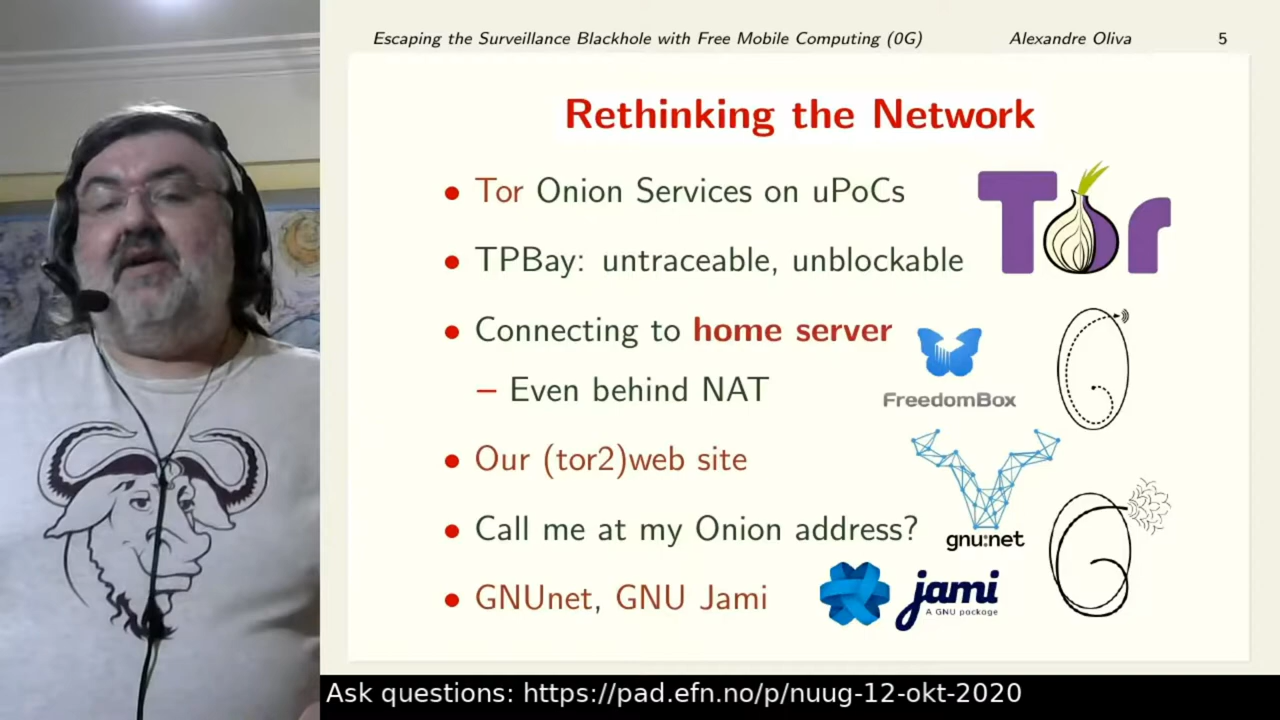 Escaping the Surveillance Blackhole with Free Mobile Computing (0G) Alexandre Oliva 5
Rethinking the Network
• Tor Onion Services on uPoCs
Tor
• TPBay: untraceable, unblockable
• Connecting to home server
– Even behind NAT
FreedomBox
• Our (tor2)web site
• Call me at my Onion address?
gnu:net
• GNUnet, GNU Jami
jami
A GNU package
Ask questions: https://pad.efn.no/p/nuug-12-okt-2020